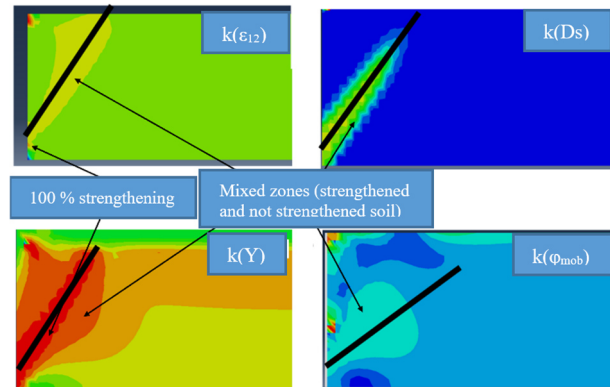 k(ε₁₂)
k(Ds)
100 % strengthening
Mixed zones (strengthened
and not strengthened soil)
k(Y)
k(φₘₒb)